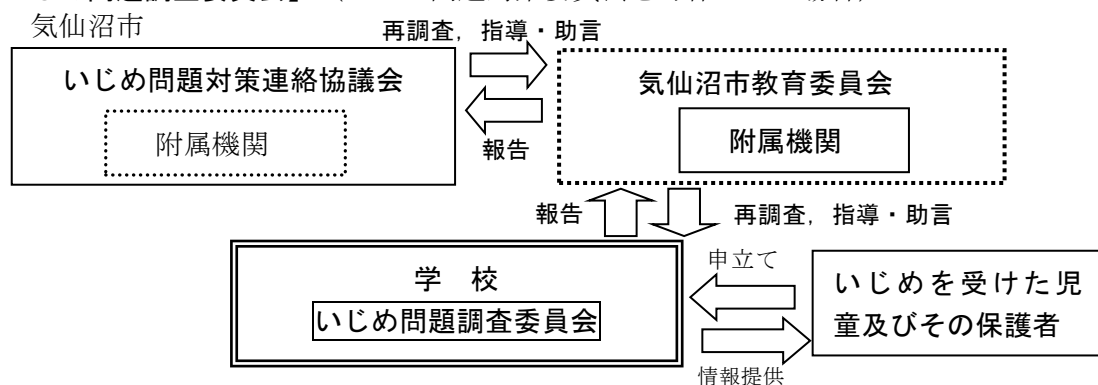 気仙沼市
再調査，指導・助言
いじめ問題対策連絡協議会
附属機関
報告
気仙沼市教育委員会
附属機関
報告
再調査，指導・助言
学　校
いじめ問題調査委員会
申立て
情報提供
いじめを受けた児
童及びその保護者